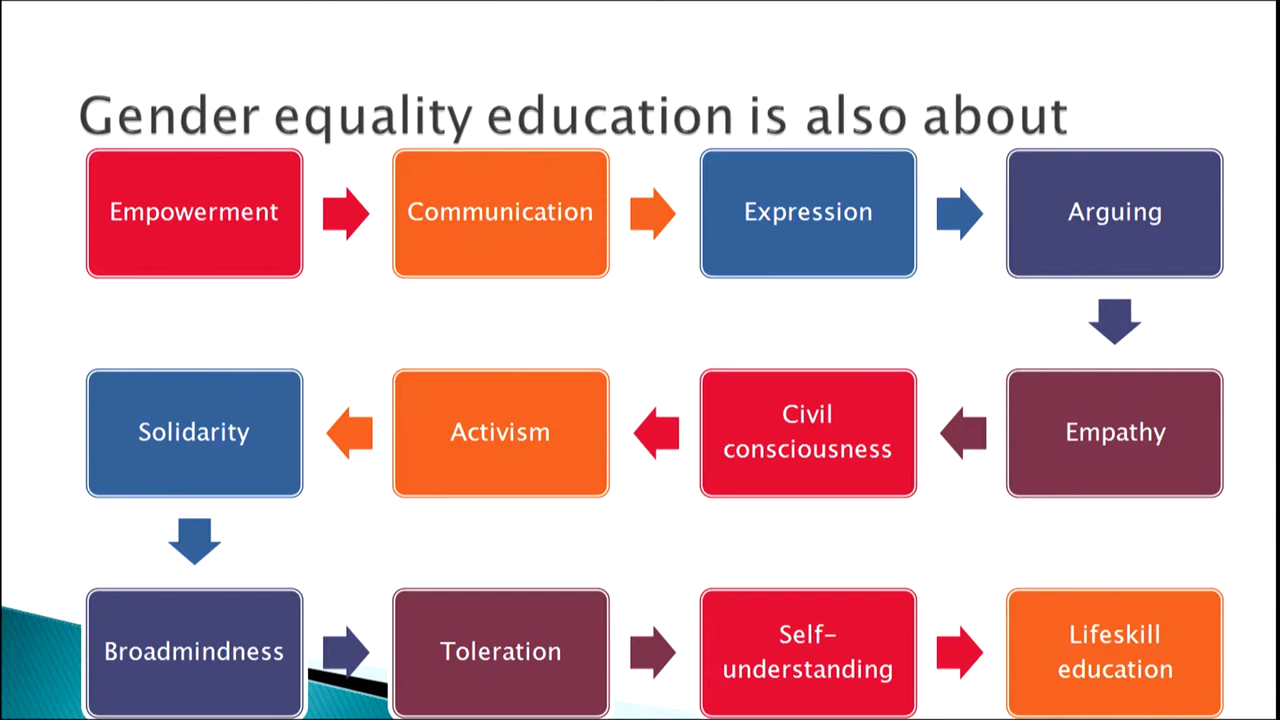 Gender equality education is also about
Empowerment
Communication
Expression
Arguing
Empathy
Civil
consciousness
Activism
Solidarity
Broadmindness
Toleration
Self-
understanding
Lifeskill
education